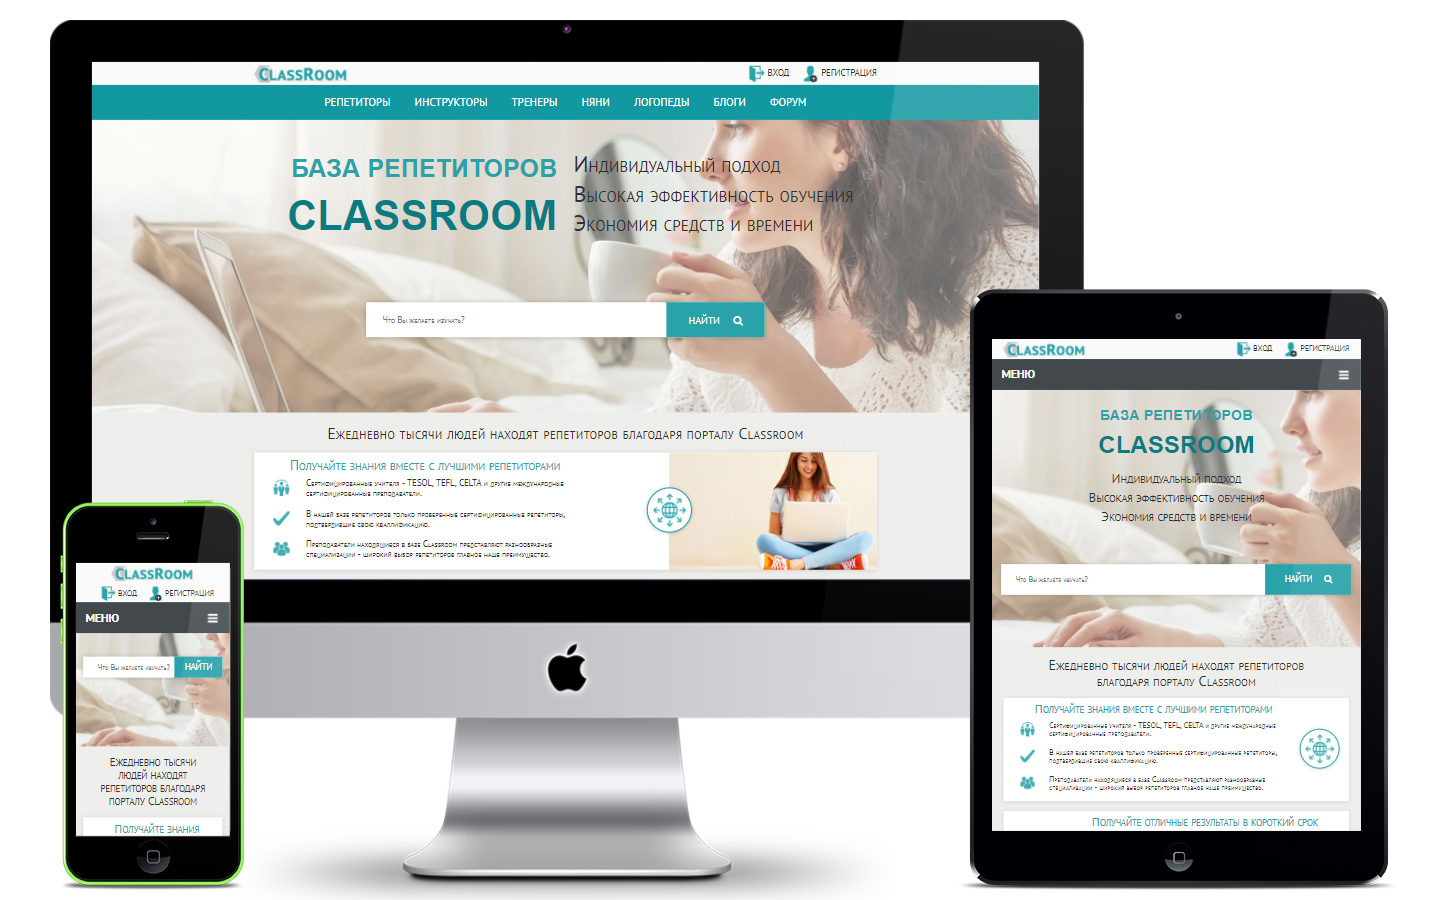 CLASSROOM
ВХОД РЕГИСТРАЦИЯ
РЕПЕТИТОРЫ ИНСТРУКТОРЫ ТРЕНЕРЫ НЯНИ ЛОГОПЕДЫ БЛОГИ ФОРУМ
БАЗА РЕПЕТИТОРОВ
CLASSROOM
Индивидуальный подход
Высокая эффективность обучения
Экономия средств и времени
Что Вы желаете изучать?
НАЙТИ
Ежедневно тысячи людей находят репетиторов благодаря порталу Classroom
Получайте знания вместе с лучшими репетиторами
Сертифицированные учителя - TESOL, TEFL, CELTA и другие международные
сертифицированные преподаватели.
В нашей базе репетиторов только проверенные сертифицированные репетиторы,
подтвердившие свою кваллификацию.
Преподаватели находящиеся в базе Classroom представляют разнообразные
специализации - широкий выбор репетиторов главное наше преимущество.
CLASSROOM
ВХОД РЕГИСТРАЦИЯ
МЕНЮ
Что Вы желаете изучать?
НАЙТИ
Ежедневно тысячи
людей находят
репетиторов благодаря
порталу Classroom
Получайте знания
CLASSROOM
ВХОД РЕГИСТРАЦИЯ
МЕНЮ
БАЗА РЕПЕТИТОРОВ
CLASSROOM
Индивидуальный подход
Высокая эффективность обучения
Экономия средств и времени
Что Вы желаете изучать?
НАЙТИ
Ежедневно тысячи людей находят репетиторов
благодаря порталу Classroom
Получайте знания вместе с лучшими репетиторами
Сертифицированные учителя - TESOL, TEFL, CELTA и другие международные
сертифицированные преподаватели.
В нашей базе репетиторов только проверенные сертифицированные репетиторы,
подтвердившие свою кваллификацию.
Преподаватели находящиеся в базе Classroom представляют разнообразные
специализации - широкий выбор репетиторов главное наше преимущество.
Получайте отличные результаты в короткий срок